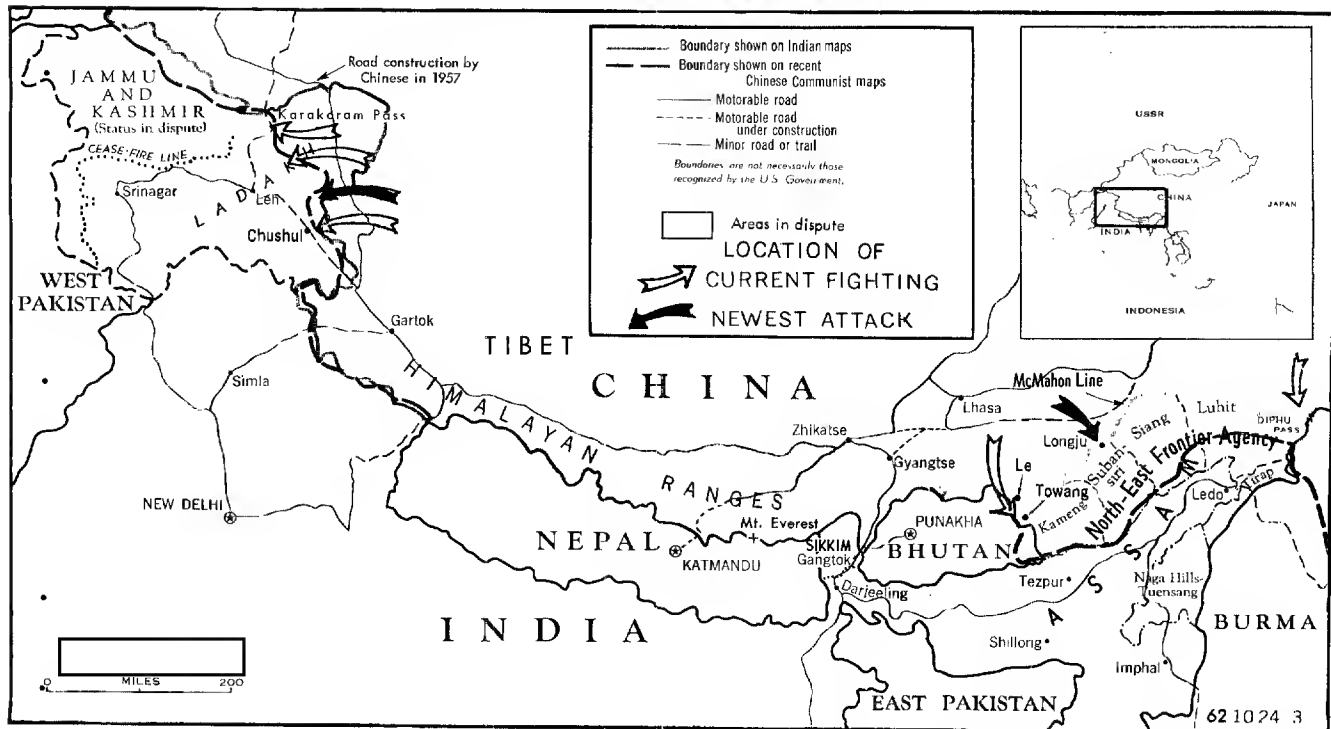 Road construction by
Chinese in 1957
JAMMU
AND
KASHMIR
(Status in dispute)
Karakoram Pass
CEASE-FIRE LINE
Srinagar
LADAKH
Leh
Chushul
WEST
PAKISTAN
Gartok
Simla
NEW DELHI
Boundary shown on Indian maps
Boundary shown on recent
Chinese Communist maps
Motorable road
Motorable road
under construction
Minor road or trail
Boundaries are not necessarily those
recognized by the U.S. Government.
Areas in dispute
LOCATION OF
CURRENT FIGHTING
NEWEST ATTACK
USSR
MONGOLIA
CHINA
JAPAN
INDIA
INDONESIA
TIBET
CHINA
HIMALAYAN RANGES
McMahon Line
Lhasa
Zhikatse
Gyangtse
Longju
Le
Towang
Kameng
Suban-
siri
Siang
Luhit
DIPHU
PASS
North-East Frontier Agency
Tirap
Ledo
Mt. Everest
NEPAL
KATMANDU
SIKKIM
Gangtok
PUNAKHA
BHUTAN
Darjeeling
Tezpur
ASSAM
Naga Hills-
Tuensang
INDIA
Shillong
Imphal
BURMA
EAST PAKISTAN
0 MILES 200
62 10 24 3